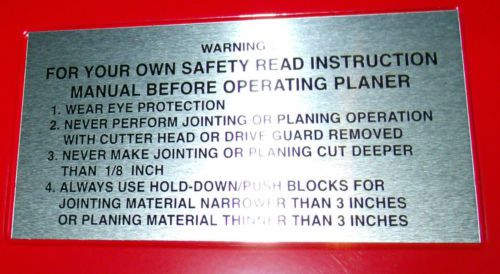 WARNING:
FOR YOUR OWN SAFETY READ INSTRUCTION
MANUAL BEFORE OPERATING PLANER
1. WEAR EYE PROTECTION
2. NEVER PERFORM JOINTING OR PLANING OPERATION
WITH CUTTER HEAD OR DRIVE GUARD REMOVED
3. NEVER MAKE JOINTING OR PLANING CUT DEEPER
THAN 1/8 INCH
4. ALWAYS USE HOLD-DOWN/PUSH BLOCKS FOR
JOINTING MATERIAL NARROWER THAN 3 INCHES
OR PLANING MATERIAL THINNER THAN 3 INCHES